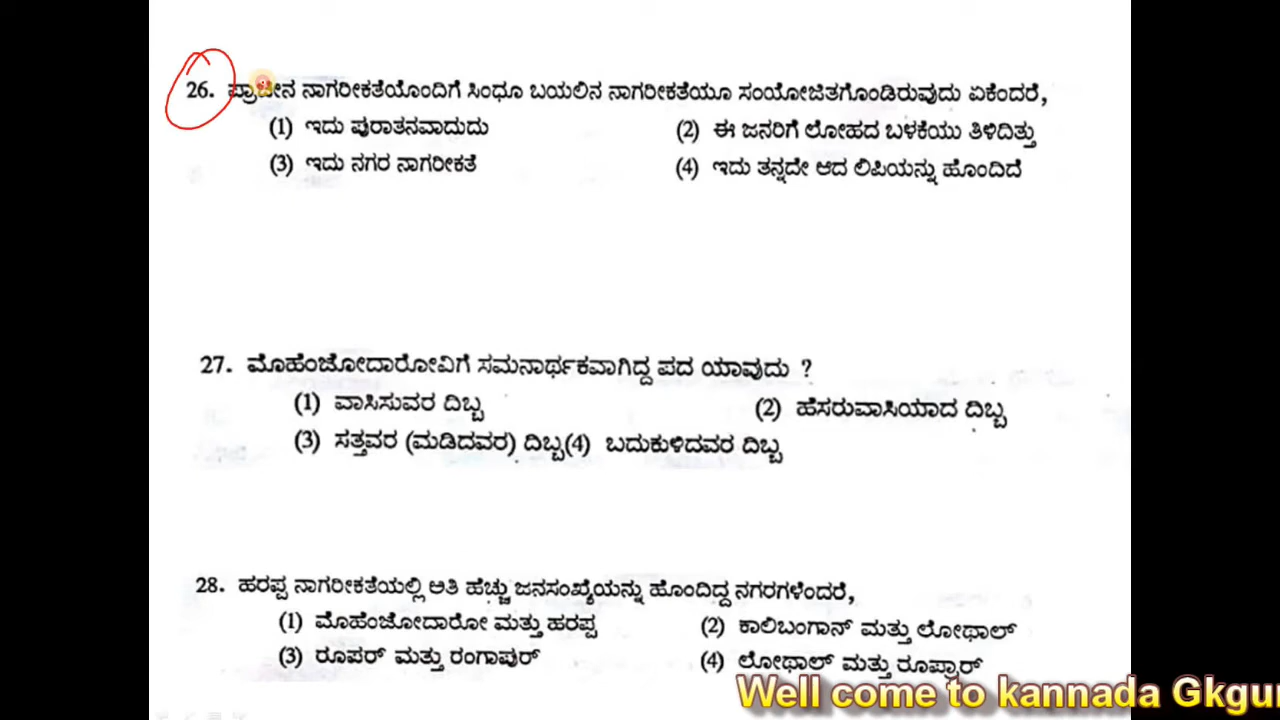 26. ಪ್ರಾಚೀನ ನಾಗರೀಕತೆಯೊಂದಿಗೆ ಸಿಂಧೂ ಬಯಲಿನ ನಾಗರೀಕತೆಯೂ ಸಂಯೋಜಿತಗೊಂಡಿರುವುದು ಏಕೆಂದರೆ,
(1) ಇದು ಪುರಾತನವಾದುದು (2) ಈ ಜನರಿಗೆ ಲೋಹದ ಬಳಕೆಯು ತಿಳಿದಿತ್ತು
(3) ಇದು ನಗರ ನಾಗರೀಕತೆ (4) ಇದು ತನ್ನದೇ ಆದ ಲಿಪಿಯನ್ನು ಹೊಂದಿದೆ
27. ಮೊಹೆಂಜೋದಾರೋವಿಗೆ ಸಮನಾರ್ಥಕವಾಗಿದ್ದ ಪದ ಯಾವುದು ?
(1) ವಾಸಿಸುವರ ದಿಬ್ಬ (2) ಹೆಸರುವಾಸಿಯಾದ ದಿಬ್ಬ
(3) ಸತ್ತವರ (ಮಡಿದವರ) ದಿಬ್ಬ(4) ಬದುಕುಳಿದವರ ದಿಬ್ಬ
28. ಹರಪ್ಪ ನಾಗರೀಕತೆಯಲ್ಲಿ ಅತಿ ಹೆಚ್ಚು ಜನಸಂಖ್ಯೆಯನ್ನು ಹೊಂದಿದ್ದ ನಗರಗಳೆಂದರೆ,
(1) ಮೊಹೆಂಜೋದಾರೋ ಮತ್ತು ಹರಪ್ಪ (2) ಕಾಲಿಬಂಗಾನ್ ಮತ್ತು ಲೋಥಾಲ್
(3) ರೂಪರ್ ಮತ್ತು ರಂಗಾಪುರ್ (4) ಲೋಥಾಲ್ ಮತ್ತು ರೂಪ್ರಾರ್
Well come to kannada Gkgur